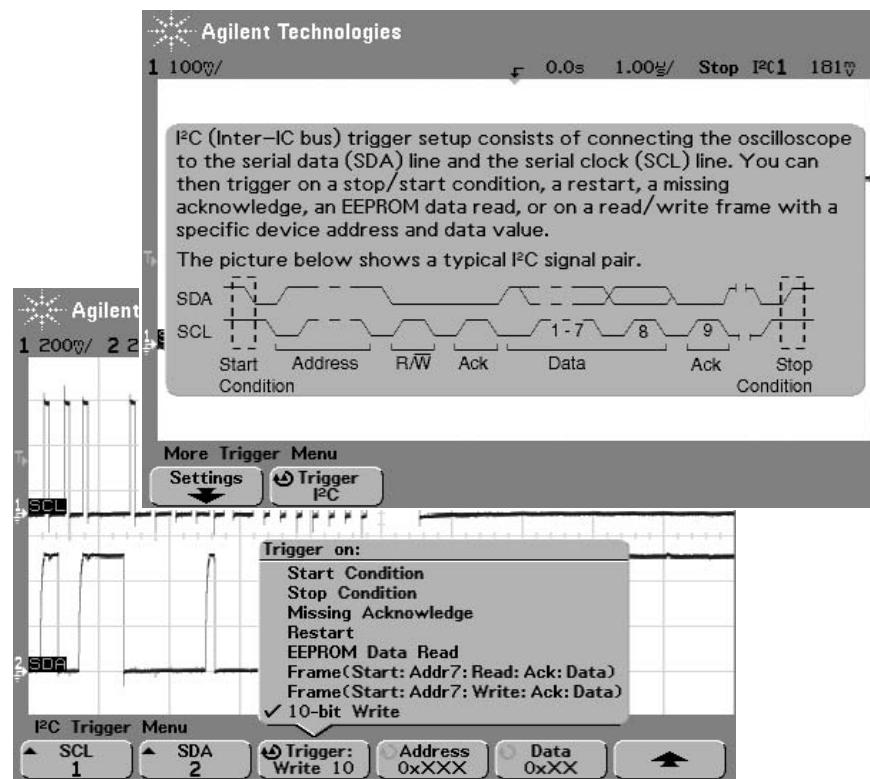 Agilent Technologies
1 100mV/ 0.0s 1.00µs/ Stop I²C1 181mV
I²C (Inter-IC bus) trigger setup consists of connecting the oscilloscope
to the serial data (SDA) line and the serial clock (SCL) line. You can
then trigger on a stop/start condition, a restart, a missing
acknowledge, an EEPROM data read, or on a read/write frame with a
specific device address and data value.
The picture below shows a typical I²C signal pair.
SDA
SCL 1-7 8 9
Start Address R/W̅ Ack Data Ack Stop
Condition Condition
More Trigger Menu
Settings Trigger
I²C
Agilent
1 200mV/ 2 2
SCL
SDA
Trigger on:
Start Condition
Stop Condition
Missing Acknowledge
Restart
EEPROM Data Read
Frame(Start:Addr7:Read:Ack:Data)
Frame(Start:Addr7:Write:Ack:Data)
✓ 10-bit Write
I²C Trigger Menu
SCL SDA Trigger: Address Data
1 2 Write 10 0xXXX 0xXX